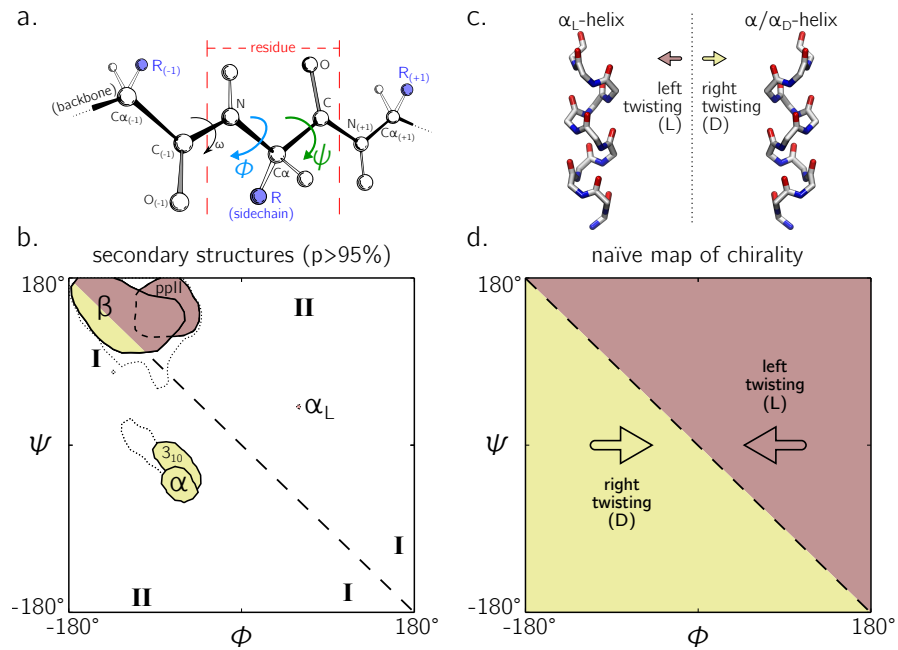 a.
residue
R(-1)
O
R(+1)
(backbone)
N
C
Cα(-1)
N(+1)
Cα(+1)
C(-1)
ω
Φ
Cα
ψ
O(-1)
R
(sidechain)
c.
αL-helix
α/αD-helix
left
twisting
(L)
right
twisting
(D)
b.
secondary structures (p>95%)
180°
ppII
β
II
I
αL
ψ
310
α
I
II
I
-180°
-180°
Φ
180°
d.
naïve map of chirality
180°
left
twisting
(L)
ψ
right
twisting
(D)
-180°
-180°
Φ
180°